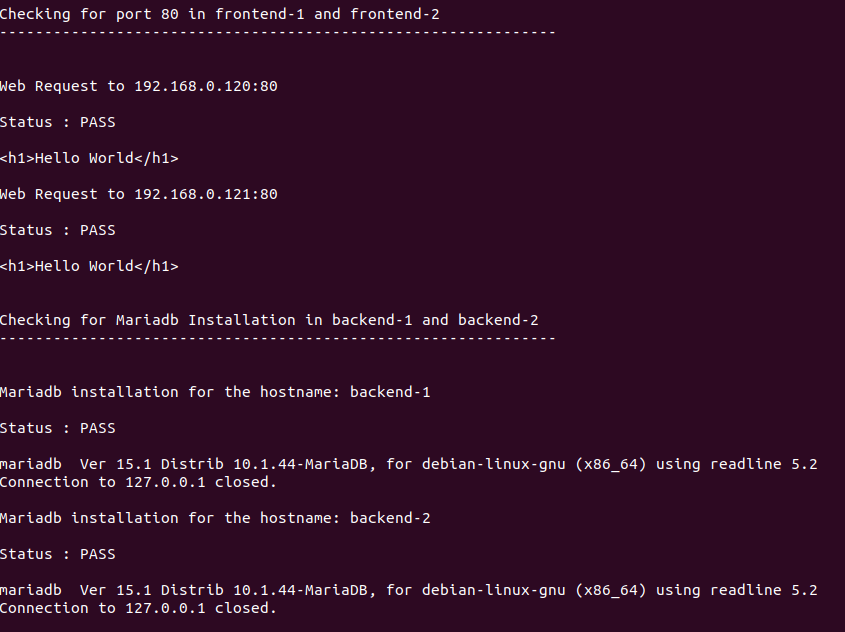 Checking for port 80 in frontend-1 and frontend-2
--------------------------------------------------------------
Web Request to 192.168.0.120:80
Status : PASS
<h1>Hello World</h1>
Web Request to 192.168.0.121:80
Status : PASS
<h1>Hello World</h1>
Checking for Mariadb Installation in backend-1 and backend-2
--------------------------------------------------------------
Mariadb installation for the hostname: backend-1
Status : PASS
mariadb  Ver 15.1 Distrib 10.1.44-MariaDB, for debian-linux-gnu (x86_64) using readline 5.2
Connection to 127.0.0.1 closed.
Mariadb installation for the hostname: backend-2
Status : PASS
mariadb  Ver 15.1 Distrib 10.1.44-MariaDB, for debian-linux-gnu (x86_64) using readline 5.2
Connection to 127.0.0.1 closed.